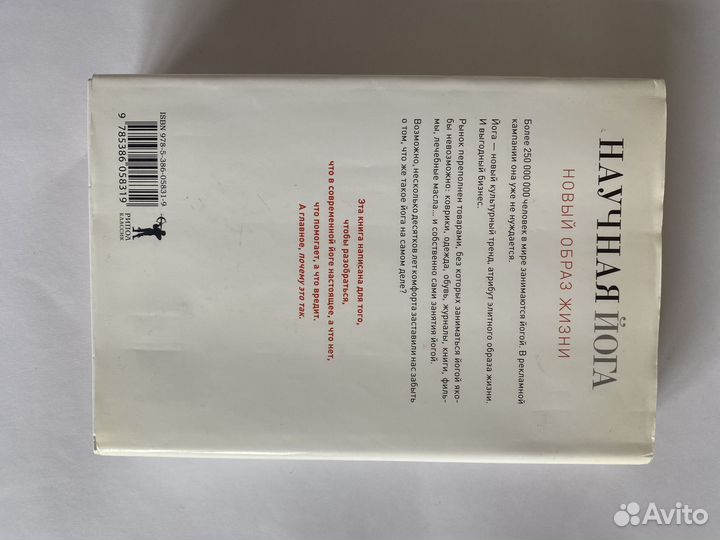 НАУЧНАЯ ЙОГА
НОВЫЙ ОБРАЗ ЖИЗНИ
Более 250 000 000 человек в мире занимаются йогой. В рекламной
кампании она уже не нуждается.
Йога — новый культурный тренд, атрибут элитного образа жизни.
И выгодный бизнес.
Рынок переполнен товарами, без которых заниматься йогой яко-
бы невозможно: коврики, одежда, обувь, журналы, книги, филь-
мы, лечебные масла... и собственно сами занятия йогой.
Возможно, несколько десятков лет комфорта заставили нас забыть
о том, что же такое йога на самом деле?
Эта книга написана для того,
чтобы разобраться,
что в современной йоге настоящее, а что нет,
что помогает, а что вредит.
А главное, почему это так.
ISBN 978-5-386-05831-9
9 785386 058319
РИПОЛ
КЛАССИК
Avito